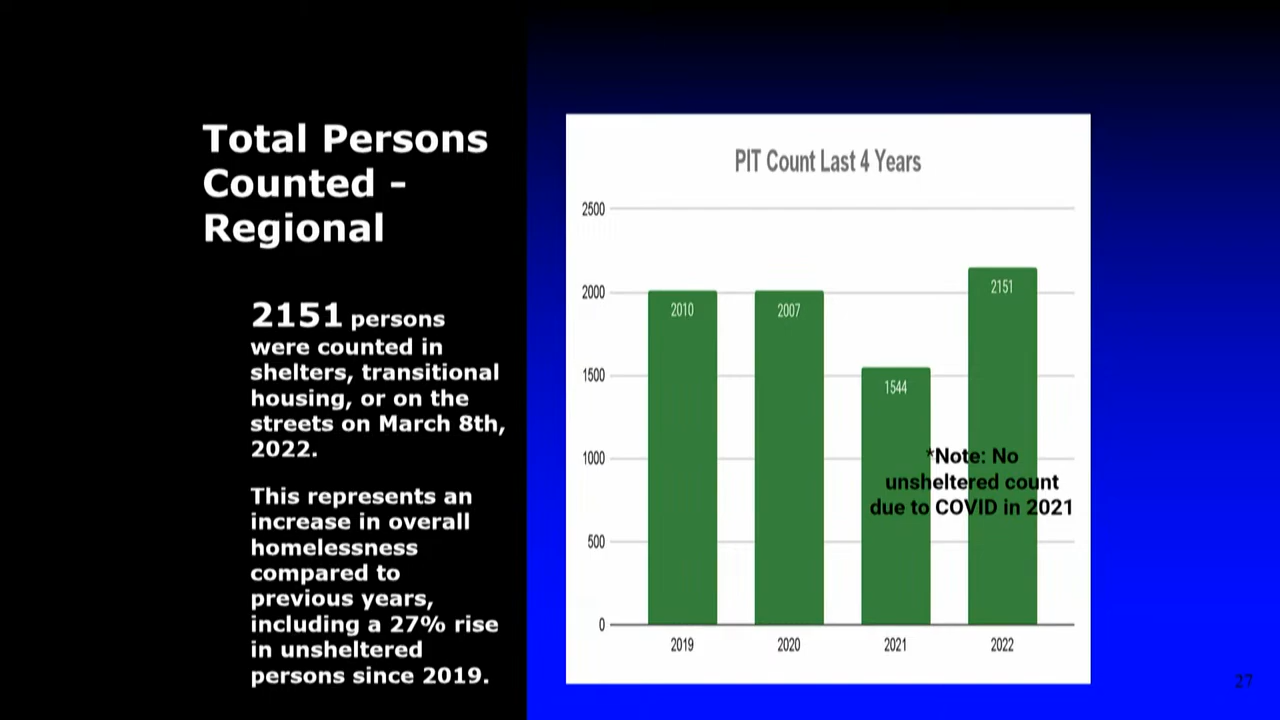 Total Persons
Counted -
Regional
2151 persons
were counted in
shelters, transitional
housing, or on the
streets on March 8th,
2022.
This represents an
increase in overall
homelessness
compared to
previous years,
including a 27% rise
in unsheltered
persons since 2019.
PIT Count Last 4 Years
2500
2000
1500
1000
500
0
2010
2007
1544
2151
*Note: No
unsheltered count
due to COVID in 2021
2019
2020
2021
2022
27